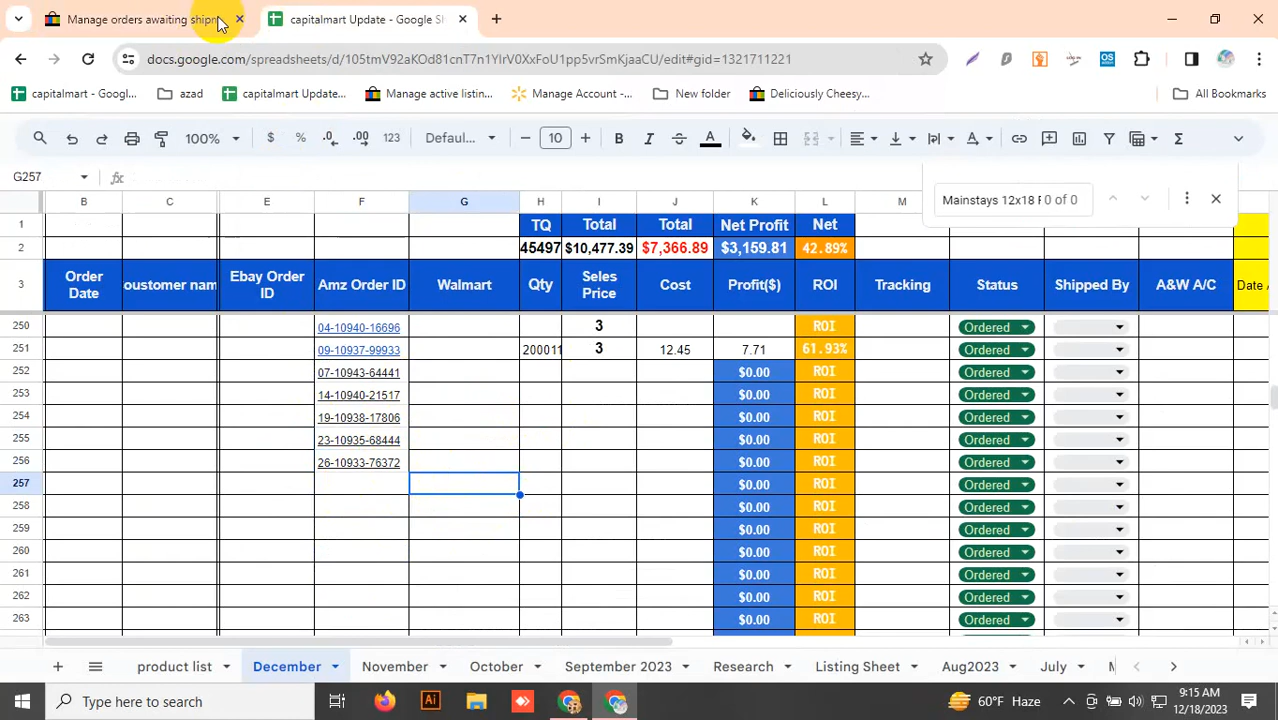 Manage orders awaiting shipm
capitalmart Update - Google Sh
docs.google.com/spreadsheets/d/105tmV928KOd81cnT7n1YlrV0XxFoU1pp5vrSmKjaaCU/edit#gid=1321711221
capitalmart - Googl... azad capitalmart Update... Manage active listin... Manage Account -... New folder Deliciously Cheesy... All Bookmarks
100% $ % .0 .00 123 Defaul... 10 B I A
G257 fx
Mainstays 12x18 F 0 of 0
B C E F G H I J K L M N O P
1 TQ Total Total Net Profit Net
2 45497 $10,477.39 $7,366.89 $3,159.81 42.89%
3 Order Date coustomer nam Ebay Order ID Amz Order ID Walmart Qty Sales Price Cost Profit($) ROI Tracking Status Shipped By A&W A/C Date
250 04-10940-16696 3 ROI Ordered
251 09-10937-99933 200011 3 12.45 7.71 61.93% Ordered
252 07-10943-64441 $0.00 ROI Ordered
253 14-10940-21517 $0.00 ROI Ordered
254 19-10938-17806 $0.00 ROI Ordered
255 23-10935-68444 $0.00 ROI Ordered
256 26-10933-76372 $0.00 ROI Ordered
257 $0.00 ROI Ordered
258 $0.00 ROI Ordered
259 $0.00 ROI Ordered
260 $0.00 ROI Ordered
261 $0.00 ROI Ordered
262 $0.00 ROI Ordered
263 $0.00 ROI Ordered
product list December November October September 2023 Research Listing Sheet Aug2023 July
Type here to search
60°F Haze
9:15 AM
12/18/2023